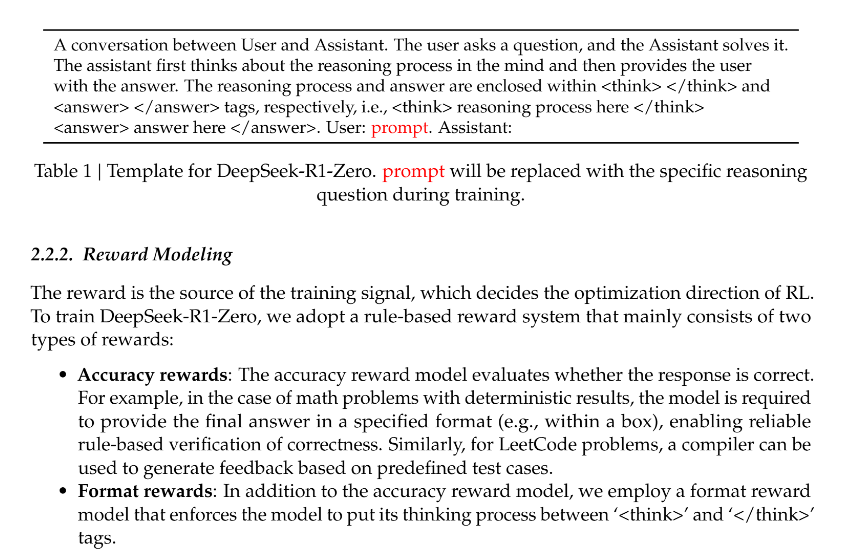 A conversation between User and Assistant. The user asks a question, and the Assistant solves it.
The assistant first thinks about the reasoning process in the mind and then provides the user
with the answer. The reasoning process and answer are enclosed within <think> </think> and
<answer> </answer> tags, respectively, i.e., <think> reasoning process here </think>
<answer> answer here </answer>. User: prompt. Assistant:
Table 1 | Template for DeepSeek-R1-Zero. prompt will be replaced with the specific reasoning
question during training.
2.2.2. Reward Modeling
The reward is the source of the training signal, which decides the optimization direction of RL.
To train DeepSeek-R1-Zero, we adopt a rule-based reward system that mainly consists of two
types of rewards:
• Accuracy rewards: The accuracy reward model evaluates whether the response is correct.
For example, in the case of math problems with deterministic results, the model is required
to provide the final answer in a specified format (e.g., within a box), enabling reliable
rule-based verification of correctness. Similarly, for LeetCode problems, a compiler can be
used to generate feedback based on predefined test cases.
• Format rewards: In addition to the accuracy reward model, we employ a format reward
model that enforces the model to put its thinking process between ‘<think>’ and ‘</think>’
tags.